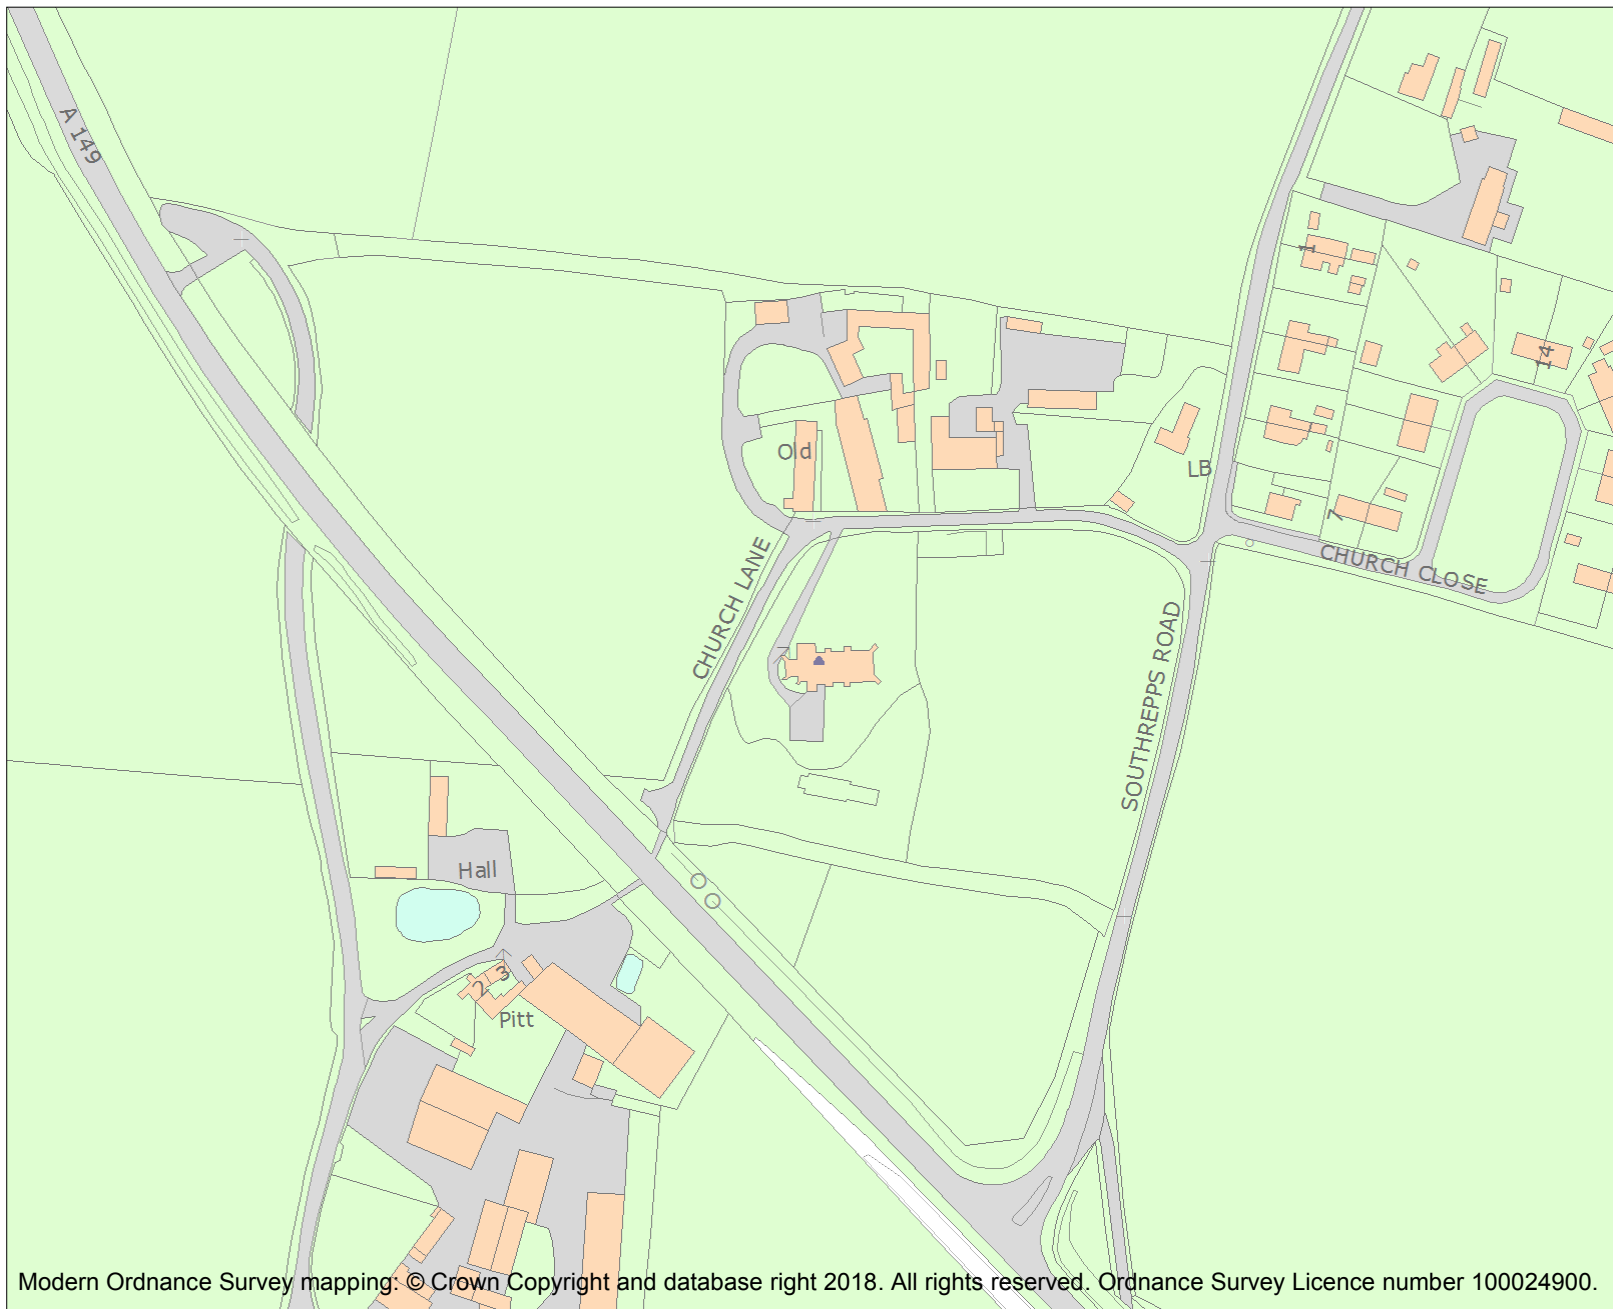 A 149
1
14
Old
LB
7
CHURCH CLOSE
CHURCH LANE
SOUTHREPPS ROAD
Hall
3
2
Pitt
Modern Ordnance Survey mapping: © Crown Copyright and database right 2018. All rights reserved. Ordnance Survey Licence number 100024900.